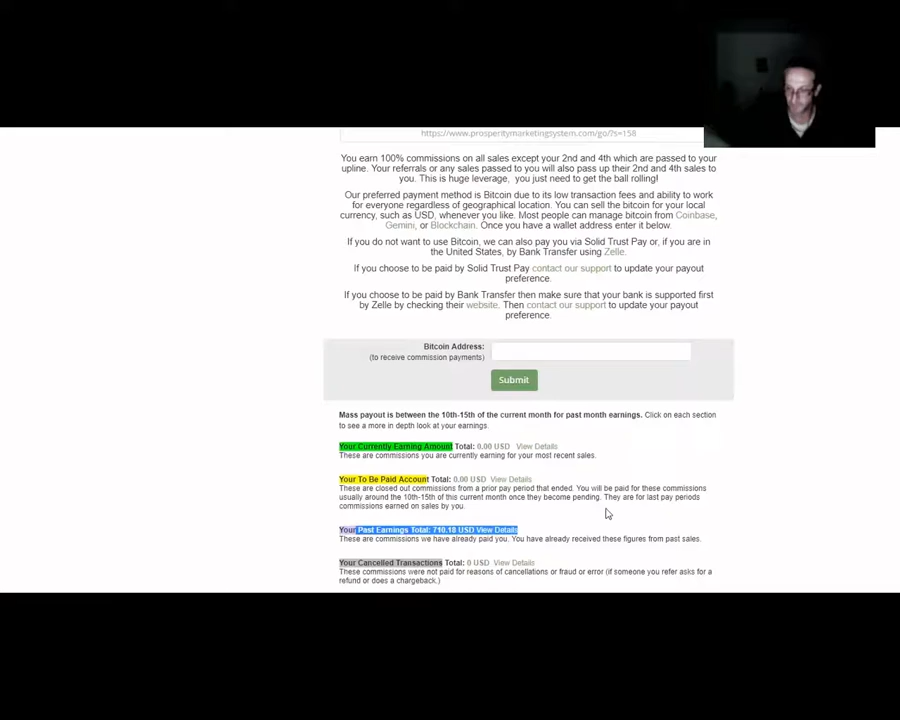 https://www.prosperitymarketingsystem.com/go/?s=158
You earn 100% commissions on all sales except your 2nd and 4th which are passed to your
upline. Your referrals or any sales passed to you will also pass up their 2nd and 4th sales to
you. This is huge leverage, you just need to get the ball rolling!
Our preferred payment method is Bitcoin due to its low transaction fees and ability to work
for everyone regardless of geographical location. You can sell the bitcoin for your local
currency, such as USD, whenever you like. Most people can manage bitcoin from Coinbase,
Gemini, or Blockchain. Once you have a wallet address enter it below.
If you do not want to use Bitcoin, we can also pay you via Solid Trust Pay or, if you are in
the United States, by Bank Transfer using Zelle.
If you choose to be paid by Solid Trust Pay contact our support to update your payout
preference.
If you choose to be paid by Bank Transfer then make sure that your bank is supported first
by Zelle by checking their website. Then contact our support to update your payout
preference.
Bitcoin Address:
(to receive commission payments)
Submit
Mass payout is between the 10th-15th of the current month for past month earnings. Click on each section
to see a more in depth look at your earnings.
Your Currently Earning Amount Total: 0.00 USD View Details
These are commissions you are currently earning for your most recent sales.
Your To Be Paid Account Total: 0.00 USD View Details
These are closed out commissions from a prior pay period that ended. You will be paid for these commissions
usually around the 10th-15th of this current month once they become pending. They are for last pay periods
commissions earned on sales by you.
Your Past Earnings Total: 710.18 USD View Details
These are commissions we have already paid you. You have already received these figures from past sales.
Your Cancelled Transactions Total: 0 USD View Details
These commissions were not paid for reasons of cancellations or fraud or error (if someone you refer asks for a
refund or does a chargeback.)